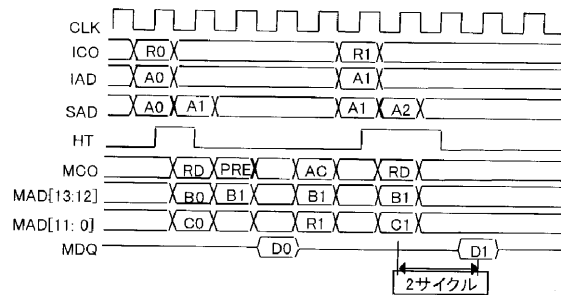 CLK
ICO R0 R1
IAD A0 A1
SAD A0 A1 A1 A2
HT
MCO RD PRE AC RD
MAD[13:12] B0 B1 B1 B1
MAD[11: 0] C0 R1 C1
MDQ D0 D1
2サイクル